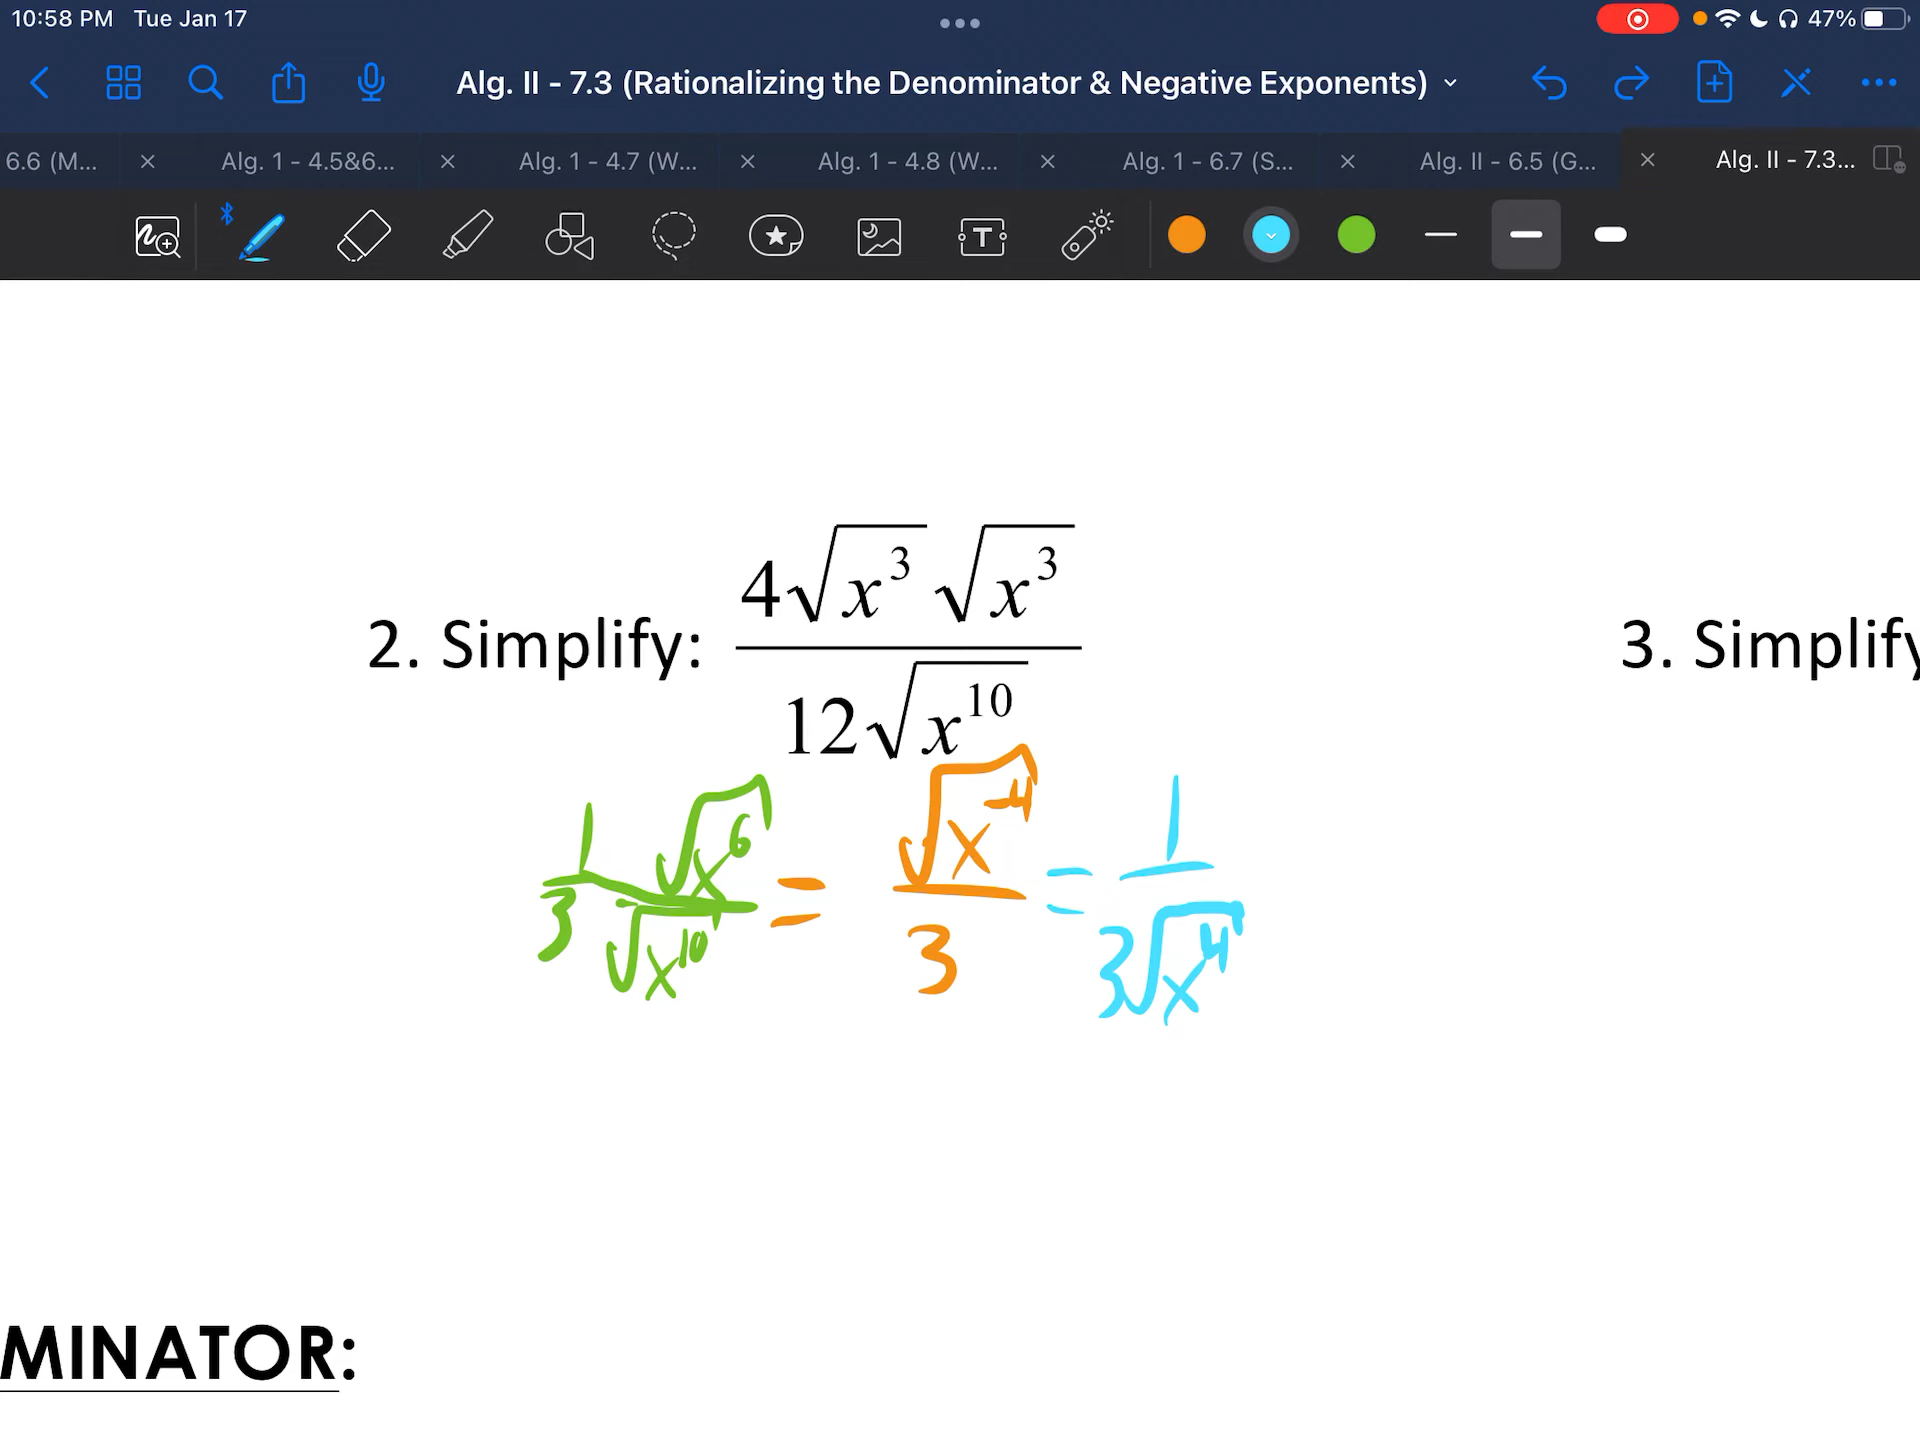 10:58 PM Tue Jan 17
47%
Alg. II - 7.3 (Rationalizing the Denominator & Negative Exponents)
6.6 (M... Alg. 1 - 4.5&6... Alg. 1 - 4.7 (W... Alg. 1 - 4.8 (W... Alg. 1 - 6.7 (S... Alg. II - 6.5 (G... Alg. II - 7.3...
T
4√x³ √x³
2. Simplify:
12√x¹⁰
3. Simplify
1 √x⁶ = √x⁻⁴ = 1
3 √x¹⁰ 3 3√x⁴
MINATOR: